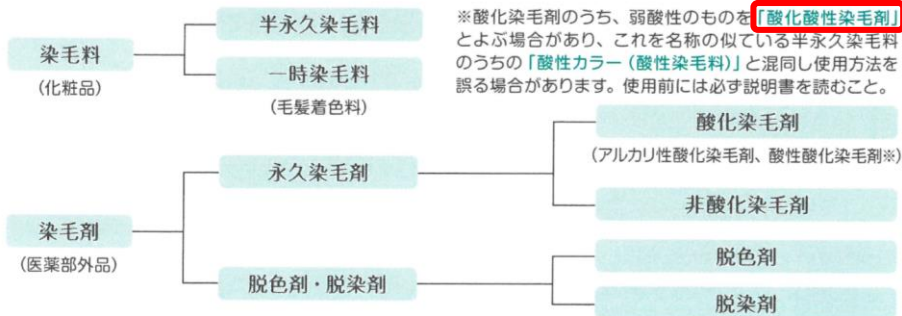 ※酸化染毛剤のうち、弱酸性のものを「酸化酸性染毛剤」
とよぶ場合があり、これを名称の似ている半永久染毛料
のうちの「酸性カラー（酸性染毛料）」と混同し使用方法を
誤る場合があります。使用前には必ず説明書を読むこと。
染毛料
(化粧品)
半永久染毛料
一時染毛料
(毛髪着色料)
染毛剤
(医薬部外品)
永久染毛剤
酸化染毛剤
(アルカリ性酸化染毛剤、酸性酸化染毛剤※)
非酸化染毛剤
脱色剤・脱染剤
脱色剤
脱染剤